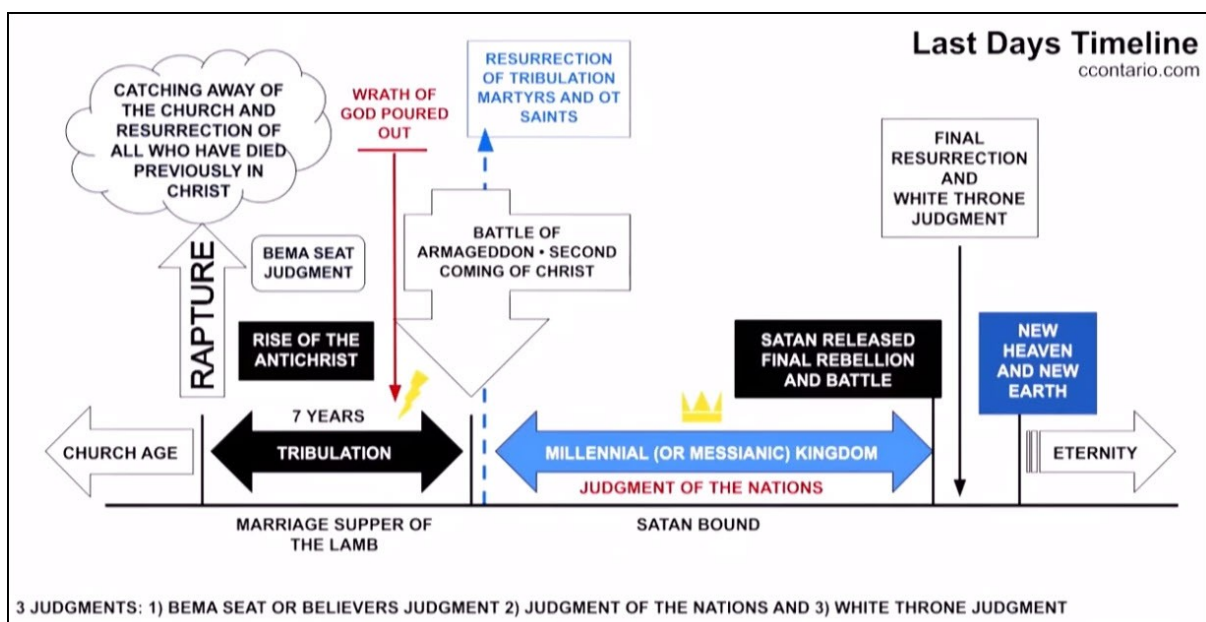 Last Days Timeline
ccontario.com
CATCHING AWAY
OF THE CHURCH AND
RESURRECTION OF
ALL WHO HAVE DIED
PREVIOUSLY IN
CHRIST
WRATH OF
GOD POURED
OUT
RESURRECTION
OF TRIBULATION
MARTYRS AND OT
SAINTS
FINAL
RESURRECTION
AND
WHITE THRONE
JUDGMENT
RAPTURE
BEMA SEAT
JUDGMENT
BATTLE OF
ARMAGEDDON • SECOND
COMING OF CHRIST
RISE OF THE
ANTICHRIST
SATAN RELEASED
FINAL REBELLION
AND BATTLE
NEW
HEAVEN
AND NEW
EARTH
CHURCH AGE
7 YEARS
TRIBULATION
MILLENNIAL (OR MESSIANIC) KINGDOM
JUDGMENT OF THE NATIONS
ETERNITY
MARRIAGE SUPPER OF
THE LAMB
SATAN BOUND
3 JUDGMENTS: 1) BEMA SEAT OR BELIEVERS JUDGMENT 2) JUDGMENT OF THE NATIONS AND 3) WHITE THRONE JUDGMENT